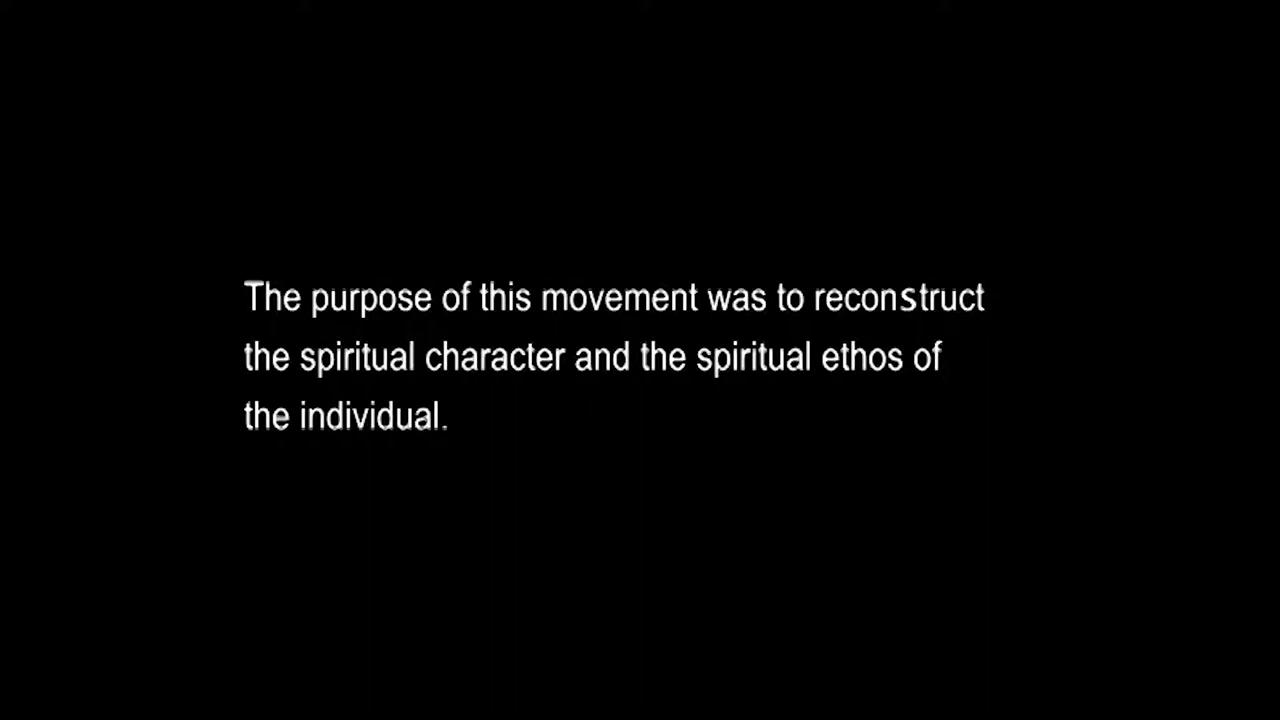 The purpose of this movement was to reconstruct
the spiritual character and the spiritual ethos of
the individual.